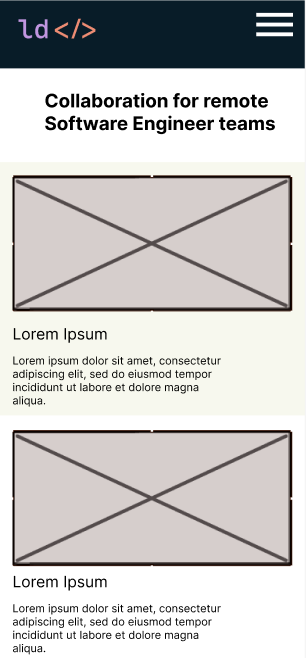 ld</>
Collaboration for remote
Software Engineer teams
Lorem Ipsum
Lorem ipsum dolor sit amet, consectetur
adipiscing elit, sed do eiusmod tempor
incididunt ut labore et dolore magna
aliqua.
Lorem Ipsum
Lorem ipsum dolor sit amet, consectetur
adipiscing elit, sed do eiusmod tempor
incididunt ut labore et dolore magna
aliqua.